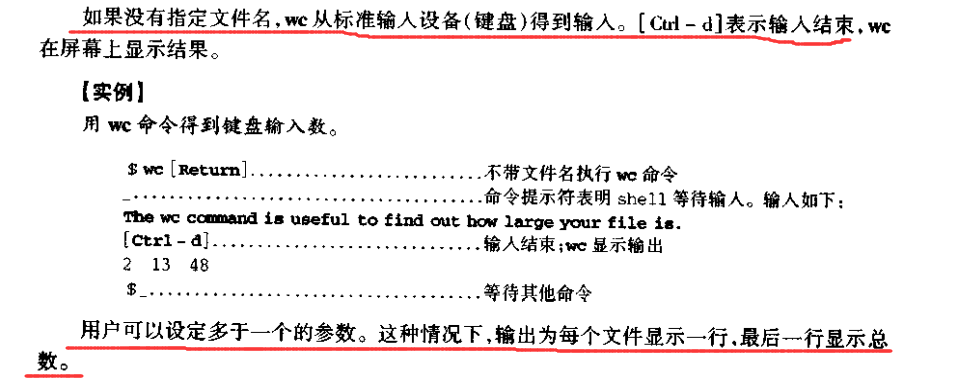 如果没有指定文件名,wc 从标准输入设备(键盘)得到输入。[Ctrl-d]表示输入结束,wc
在屏幕上显示结果。
【实例】
用 wc 命令得到键盘输入数。
$ wc [Return]..........................不带文件名执行 wc 命令
_.......................................命令提示符表明 shell 等待输入。输入如下:
The wc command is useful to find out how large your file is.
[Ctrl-d]..............................输入结束;wc 显示输出
2 13 48
$_.....................................等待其他命令
用户可以设定多于一个的参数。这种情况下,输出为每个文件显示一行,最后一行显示总
数。